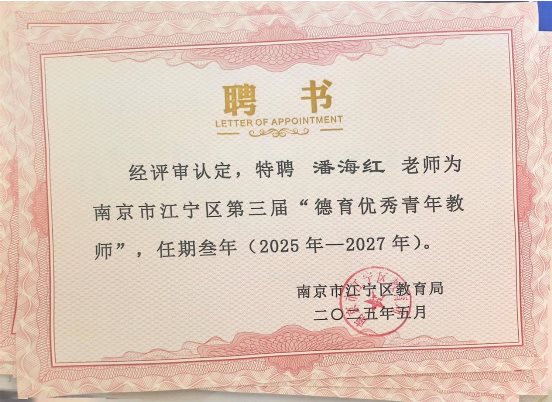 聘 书
LETTER OF APPOINTMENT
经评审认定，特聘 潘海红 老师为
南京市江宁区第三届“德育优秀青年教
师”，任期叁年（2025年—2027年）。
南京市江宁区教育局
二〇二五年五月